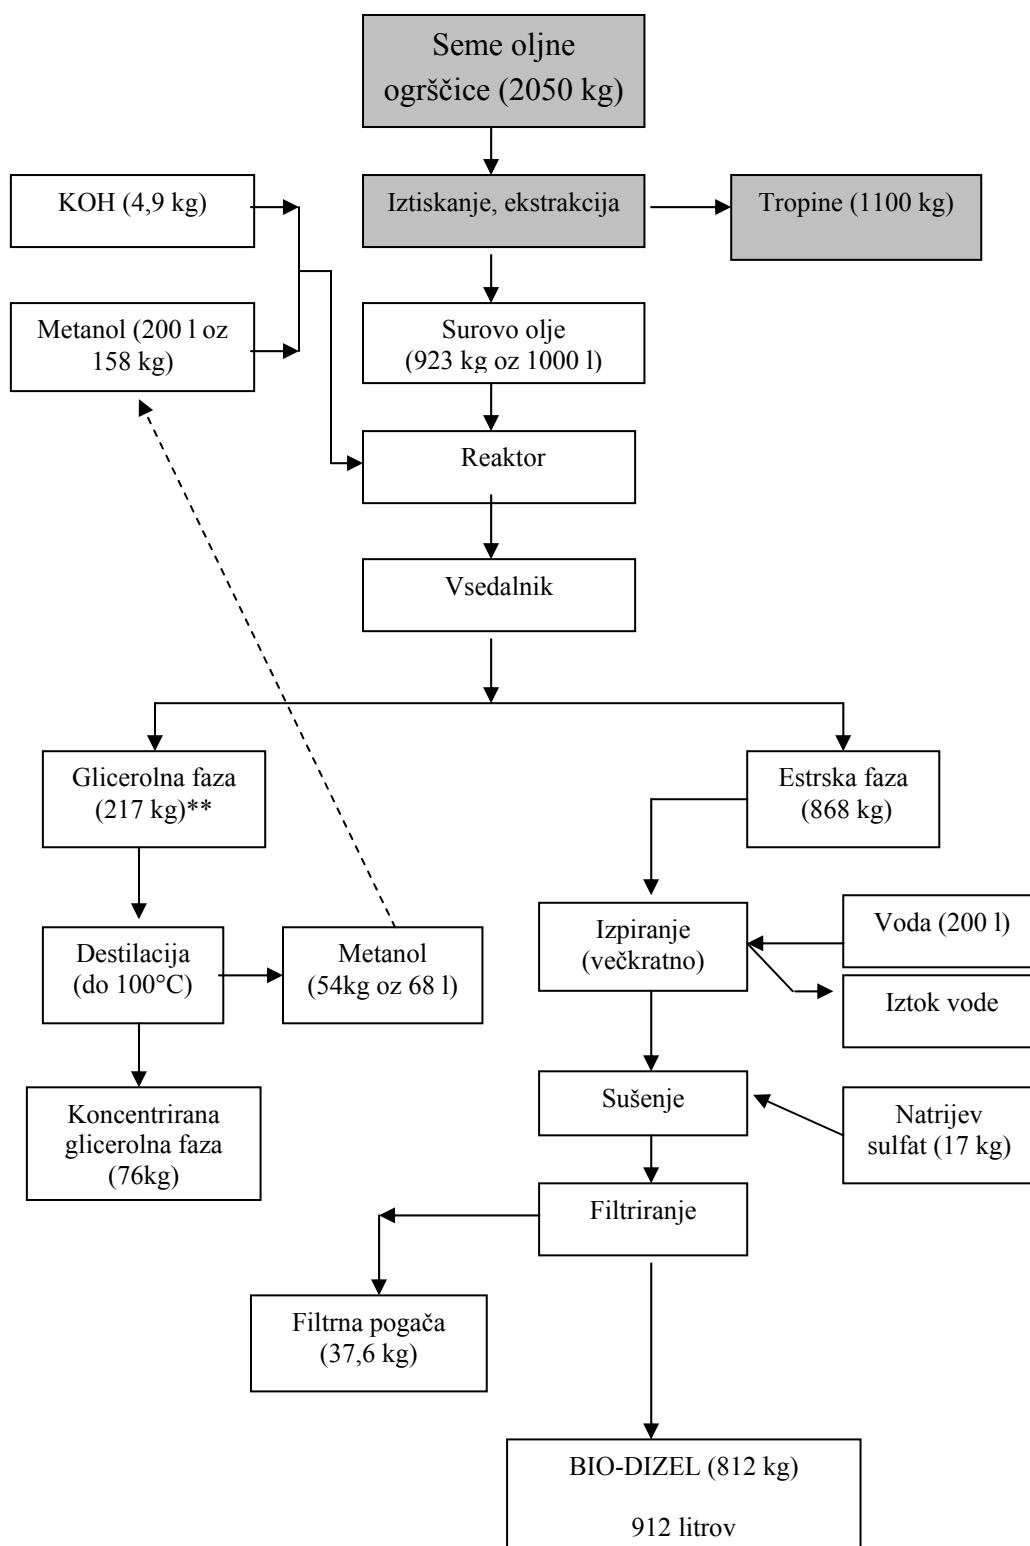 Seme oljne
ogrščice (2050 kg)
KOH (4,9 kg)
Iztiskanje, ekstrakcija
Tropine (1100 kg)
Metanol (200 l oz
158 kg)
Surovo olje
(923 kg oz 1000 l)
Reaktor
Vsedalnik
Glicerolna faza
(217 kg)**
Estrska faza
(868 kg)
Izpiranje
(večkratno)
Voda (200 l)
Iztok vode
Destilacija
(do 100°C)
Metanol
(54kg oz 68 l)
Sušenje
Natrijev
sulfat (17 kg)
Koncentrirana
glicerolna faza
(76kg)
Filtriranje
Filtrna pogača
(37,6 kg)
BIO-DIZEL (812 kg)
912 litrov